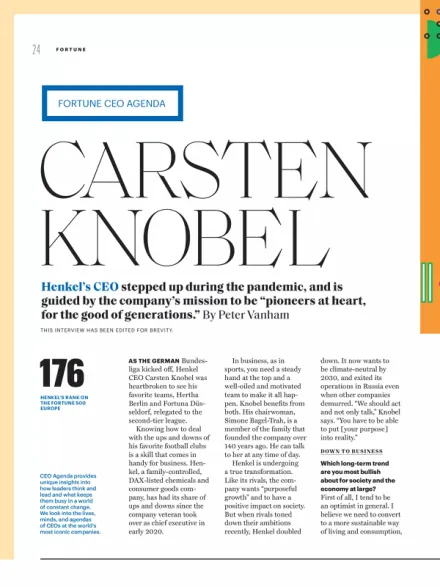 24
FORTUNE
FORTUNE CEO AGENDA
CARSTEN
KNOBEL
Henkel's CEO stepped up during the pandemic, and is
guided by the company's mission to be “pioneers at heart,
for the good of generations.” By Peter Vanham
THIS INTERVIEW HAS BEEN EDITED FOR BREVITY.
176
HENKEL'S RANK ON
THE FORTUNE 500
EUROPE
CEO Agenda provides
unique insights into
how leaders think and
lead and what keeps
them busy in a world
of constant change.
We look into the lives,
minds, and agendas
of CEOs at the world's
most iconic companies.
AS THE GERMAN Bundes-
liga kicked off, Henkel
CEO Carsten Knobel was
heartbroken to see his
favorite teams, Hertha
Berlin and Fortuna Düs-
seldorf, relegated to the
second-tier league.
Knowing how to deal
with the ups and downs of
his favorite football clubs
is a skill that comes in
handy for business. Hen-
kel, a family-controlled,
DAX-listed chemicals and
consumer goods com-
pany, has had its share of
ups and downs since the
company veteran took
over as chief executive in
early 2020.
In business, as in
sports, you need a steady
hand at the top and a
well-oiled and motivated
team to make it all hap-
pen. Knobel benefits from
both. His chairwoman,
Simone Bagel-Trah, is a
member of the family that
founded the company over
140 years ago. He can talk
to her at any time of day.
Henkel is undergoing
a true transformation.
Like its rivals, the com-
pany wants “purposeful
growth” and to have a
positive impact on society.
But when rivals toned
down their ambitions
recently, Henkel doubled
down. It now wants to
be climate-neutral by
2030, and exited its
operations in Russia even
when other companies
demurred. “We should act
and not only talk,” Knobel
says. “You have to be able
to put [your purpose]
into reality.”
DOWN TO BUSINESS
Which long-term trend
are you most bullish
about for society and the
economy at large?
First of all, I tend to be
an optimist in general. I
believe we need to convert
to a more sustainable way
of living and consumption,